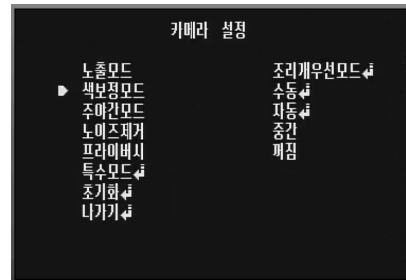 카메라 설정
노출모드 조리개우선모드↲
색보정모드 수동↲
주야간모드 자동↲
노이즈제거 중간
프라이버시 꺼짐
특수모드↲
초기화↲
나가기↲